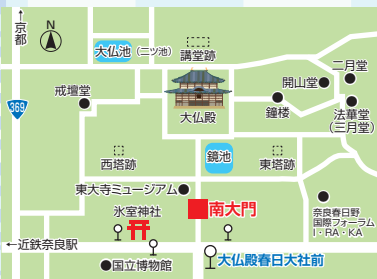 ↑京都
N
大仏池(二ツ池)
講堂跡
二月堂
開山堂
369
戒壇堂
大仏殿
鐘楼
法華堂
(三月堂)
西塔跡
鏡池
東塔跡
東大寺ミュージアム
南大門
氷室神社
奈良春日野
国際フォーラム
I・RA・KA
←近鉄奈良駅
国立博物館
大仏殿春日大社前